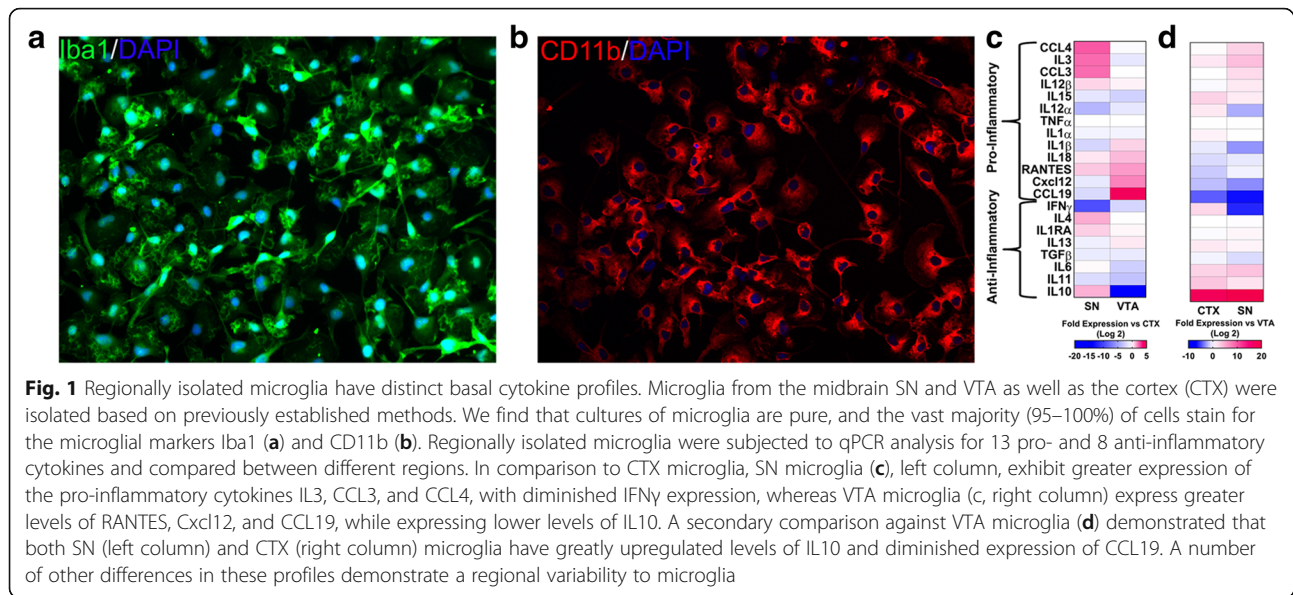 a
Iba1/DAPI
b
CD11b/DAPI
c
d
Pro-Inflammatory
Anti-Inflammatory
CCL4
IL3
CCL3
IL12β
IL15
IL12α
TNFα
IL1α
IL1β
IL18
RANTES
Cxcl12
CCL19
IFNγ
IL4
IL1RA
IL13
TGFβ
IL6
IL11
IL10
SN VTA
Fold Expression vs CTX
(Log 2)
-20 -15 -10 -5 0 5
CTX SN
Fold Expression vs VTA
(Log 2)
-10 0 10 20
Fig. 1 Regionally isolated microglia have distinct basal cytokine profiles. Microglia from the midbrain SN and VTA as well as the cortex (CTX) were
isolated based on previously established methods. We find that cultures of microglia are pure, and the vast majority (95–100%) of cells stain for
the microglial markers Iba1 (a) and CD11b (b). Regionally isolated microglia were subjected to qPCR analysis for 13 pro- and 8 anti-inflammatory
cytokines and compared between different regions. In comparison to CTX microglia, SN microglia (c), left column, exhibit greater expression of
the pro-inflammatory cytokines IL3, CCL3, and CCL4, with diminished IFNγ expression, whereas VTA microglia (c, right column) express greater
levels of RANTES, Cxcl12, and CCL19, while expressing lower levels of IL10. A secondary comparison against VTA microglia (d) demonstrated that
both SN (left column) and CTX (right column) microglia have greatly upregulated levels of IL10 and diminished expression of CCL19. A number
of other differences in these profiles demonstrate a regional variability to microglia